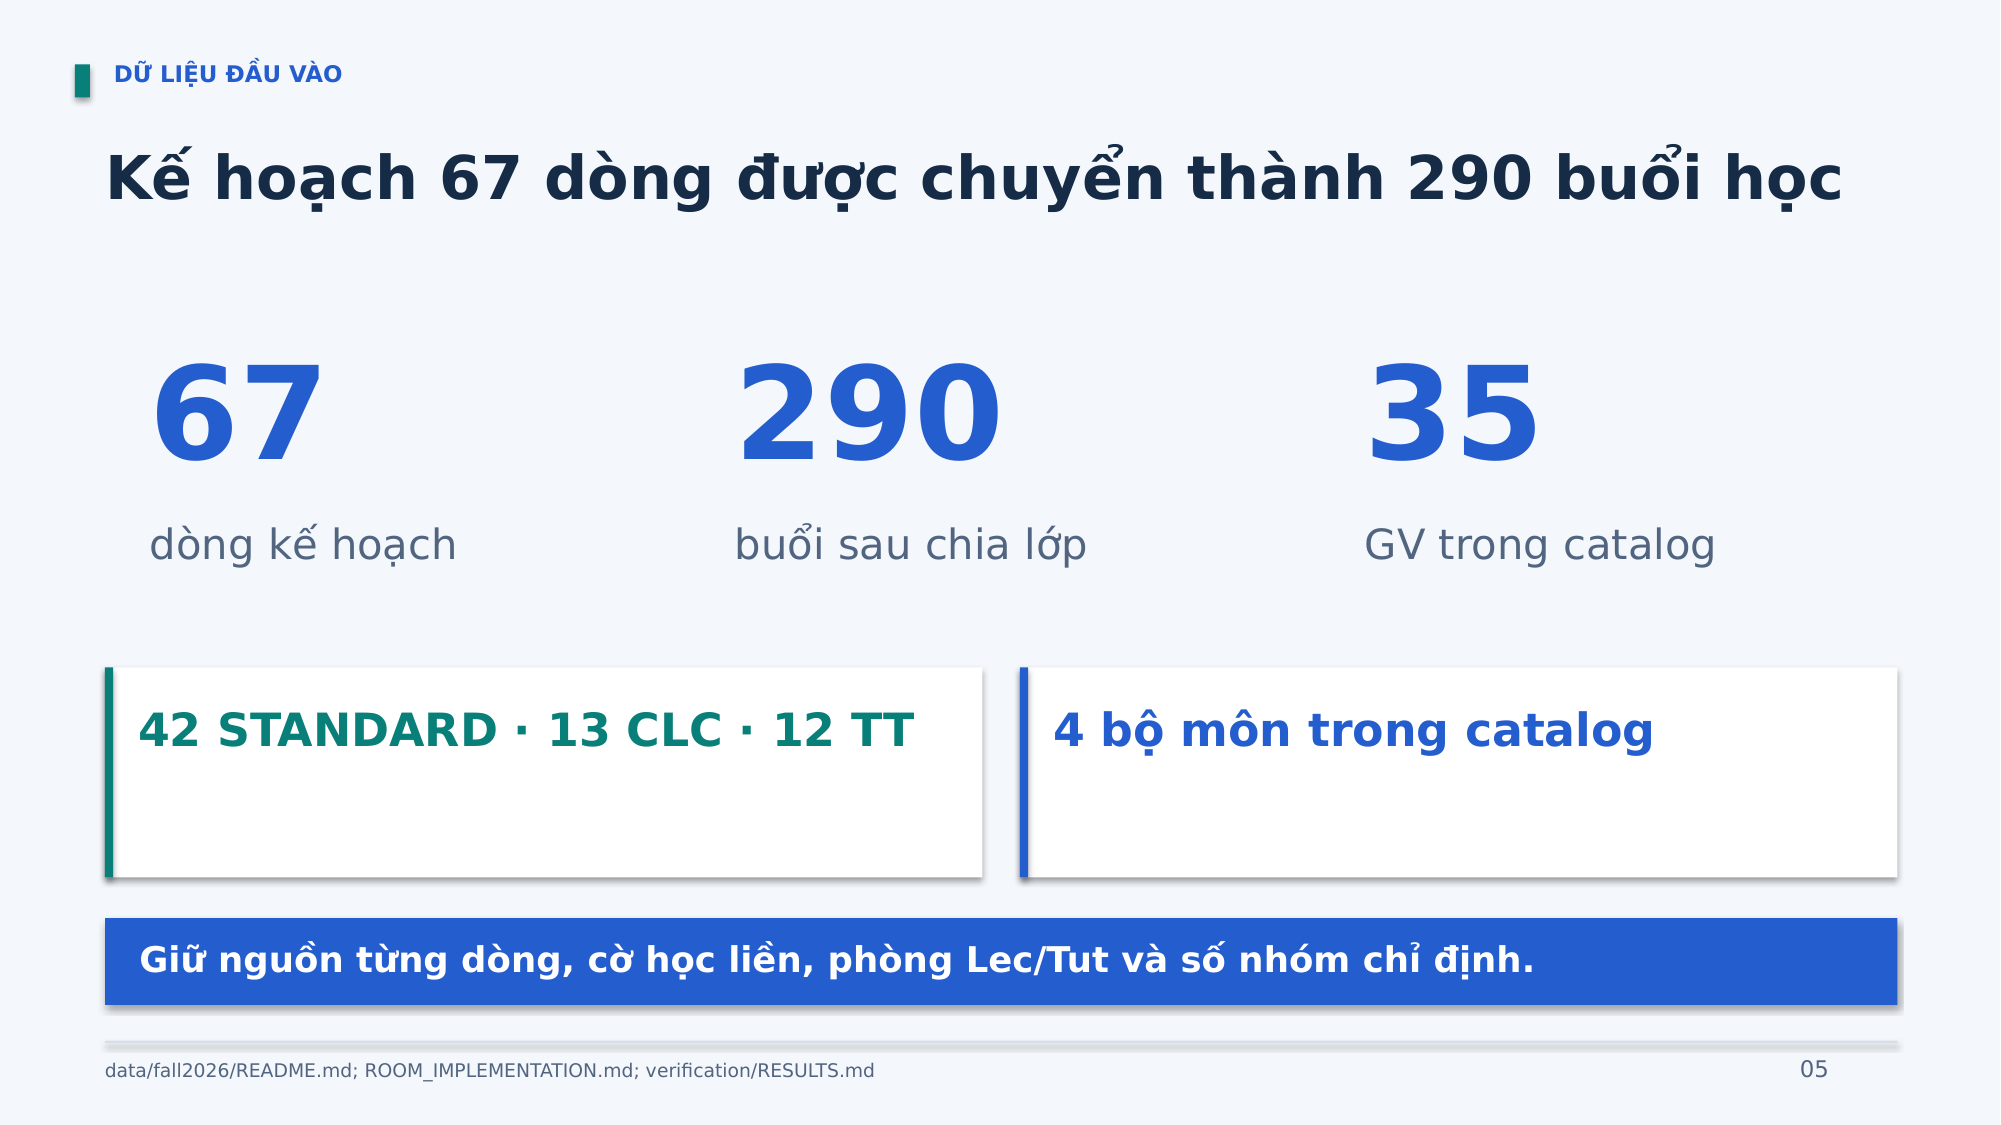 DỮ LIỆU ĐẦU VÀO
Kế hoạch 67 dòng được chuyển thành 290 buổi học
67
290
35
dòng kế hoạch
buổi sau chia lớp
GV trong catalog
42 STANDARD · 13 CLC · 12 TT
4 bộ môn trong catalog
Giữ nguồn từng dòng, cờ học liền, phòng Lec/Tut và số nhóm chỉ định.
data/fall2026/README.md; ROOM_IMPLEMENTATION.md; verification/RESULTS.md
05